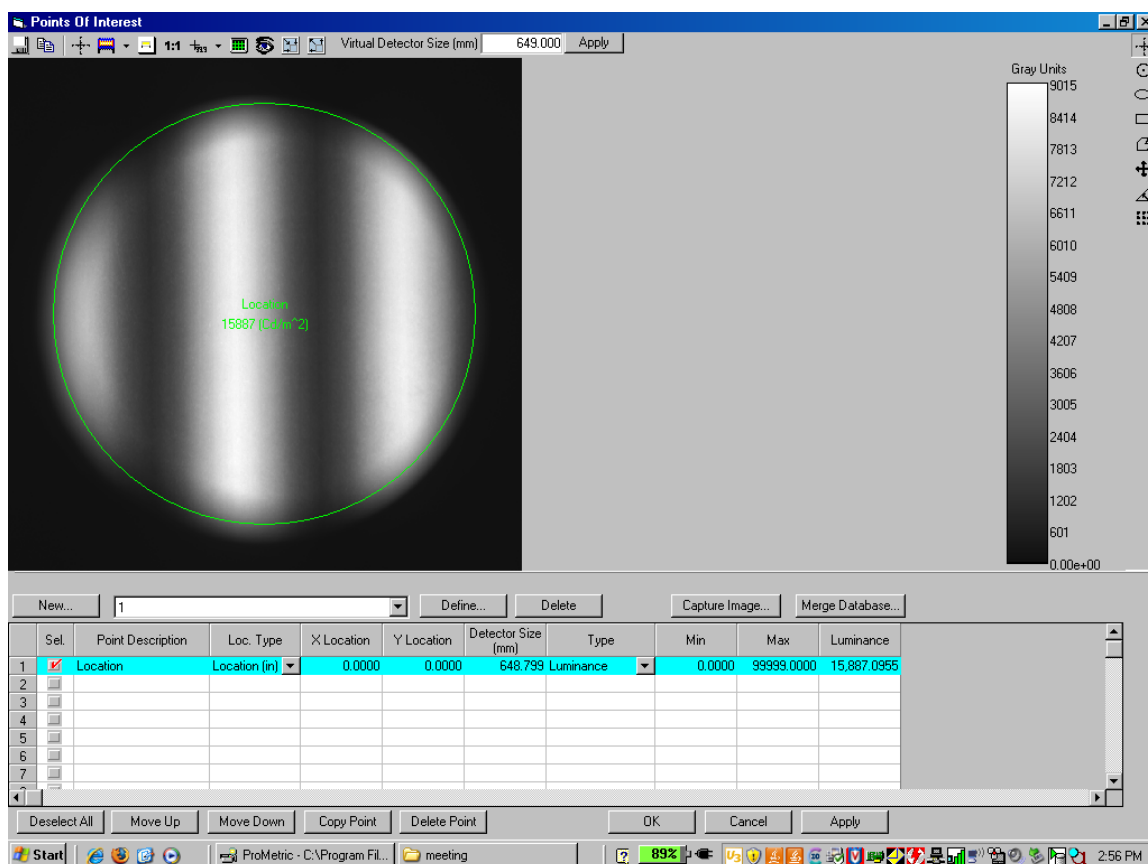 Points Of Interest
1:1 Virtual Detector Size (mm) 649.000 Apply
Gray Units
9015
8414
7813
7212
6611
6010
5409
4808
4207
3606
3005
2404
1803
1202
601
0.00e+00
Location
15887 (Cd/m^2)
New... 1 Define... Delete Capture Image... Merge Database...
Sel. Point Description Loc. Type X Location Y Location Detector Size (mm) Type Min Max Luminance
1 Location Location (in) 0.0000 0.0000 648.799 Luminance 0.0000 99999.0000 15,887.0955
2
3
4
5
6
7
Deselect All Move Up Move Down Copy Point Delete Point OK Cancel Apply
Start ProMetric - C:\Program Fil... meeting 89% 2:56 PM